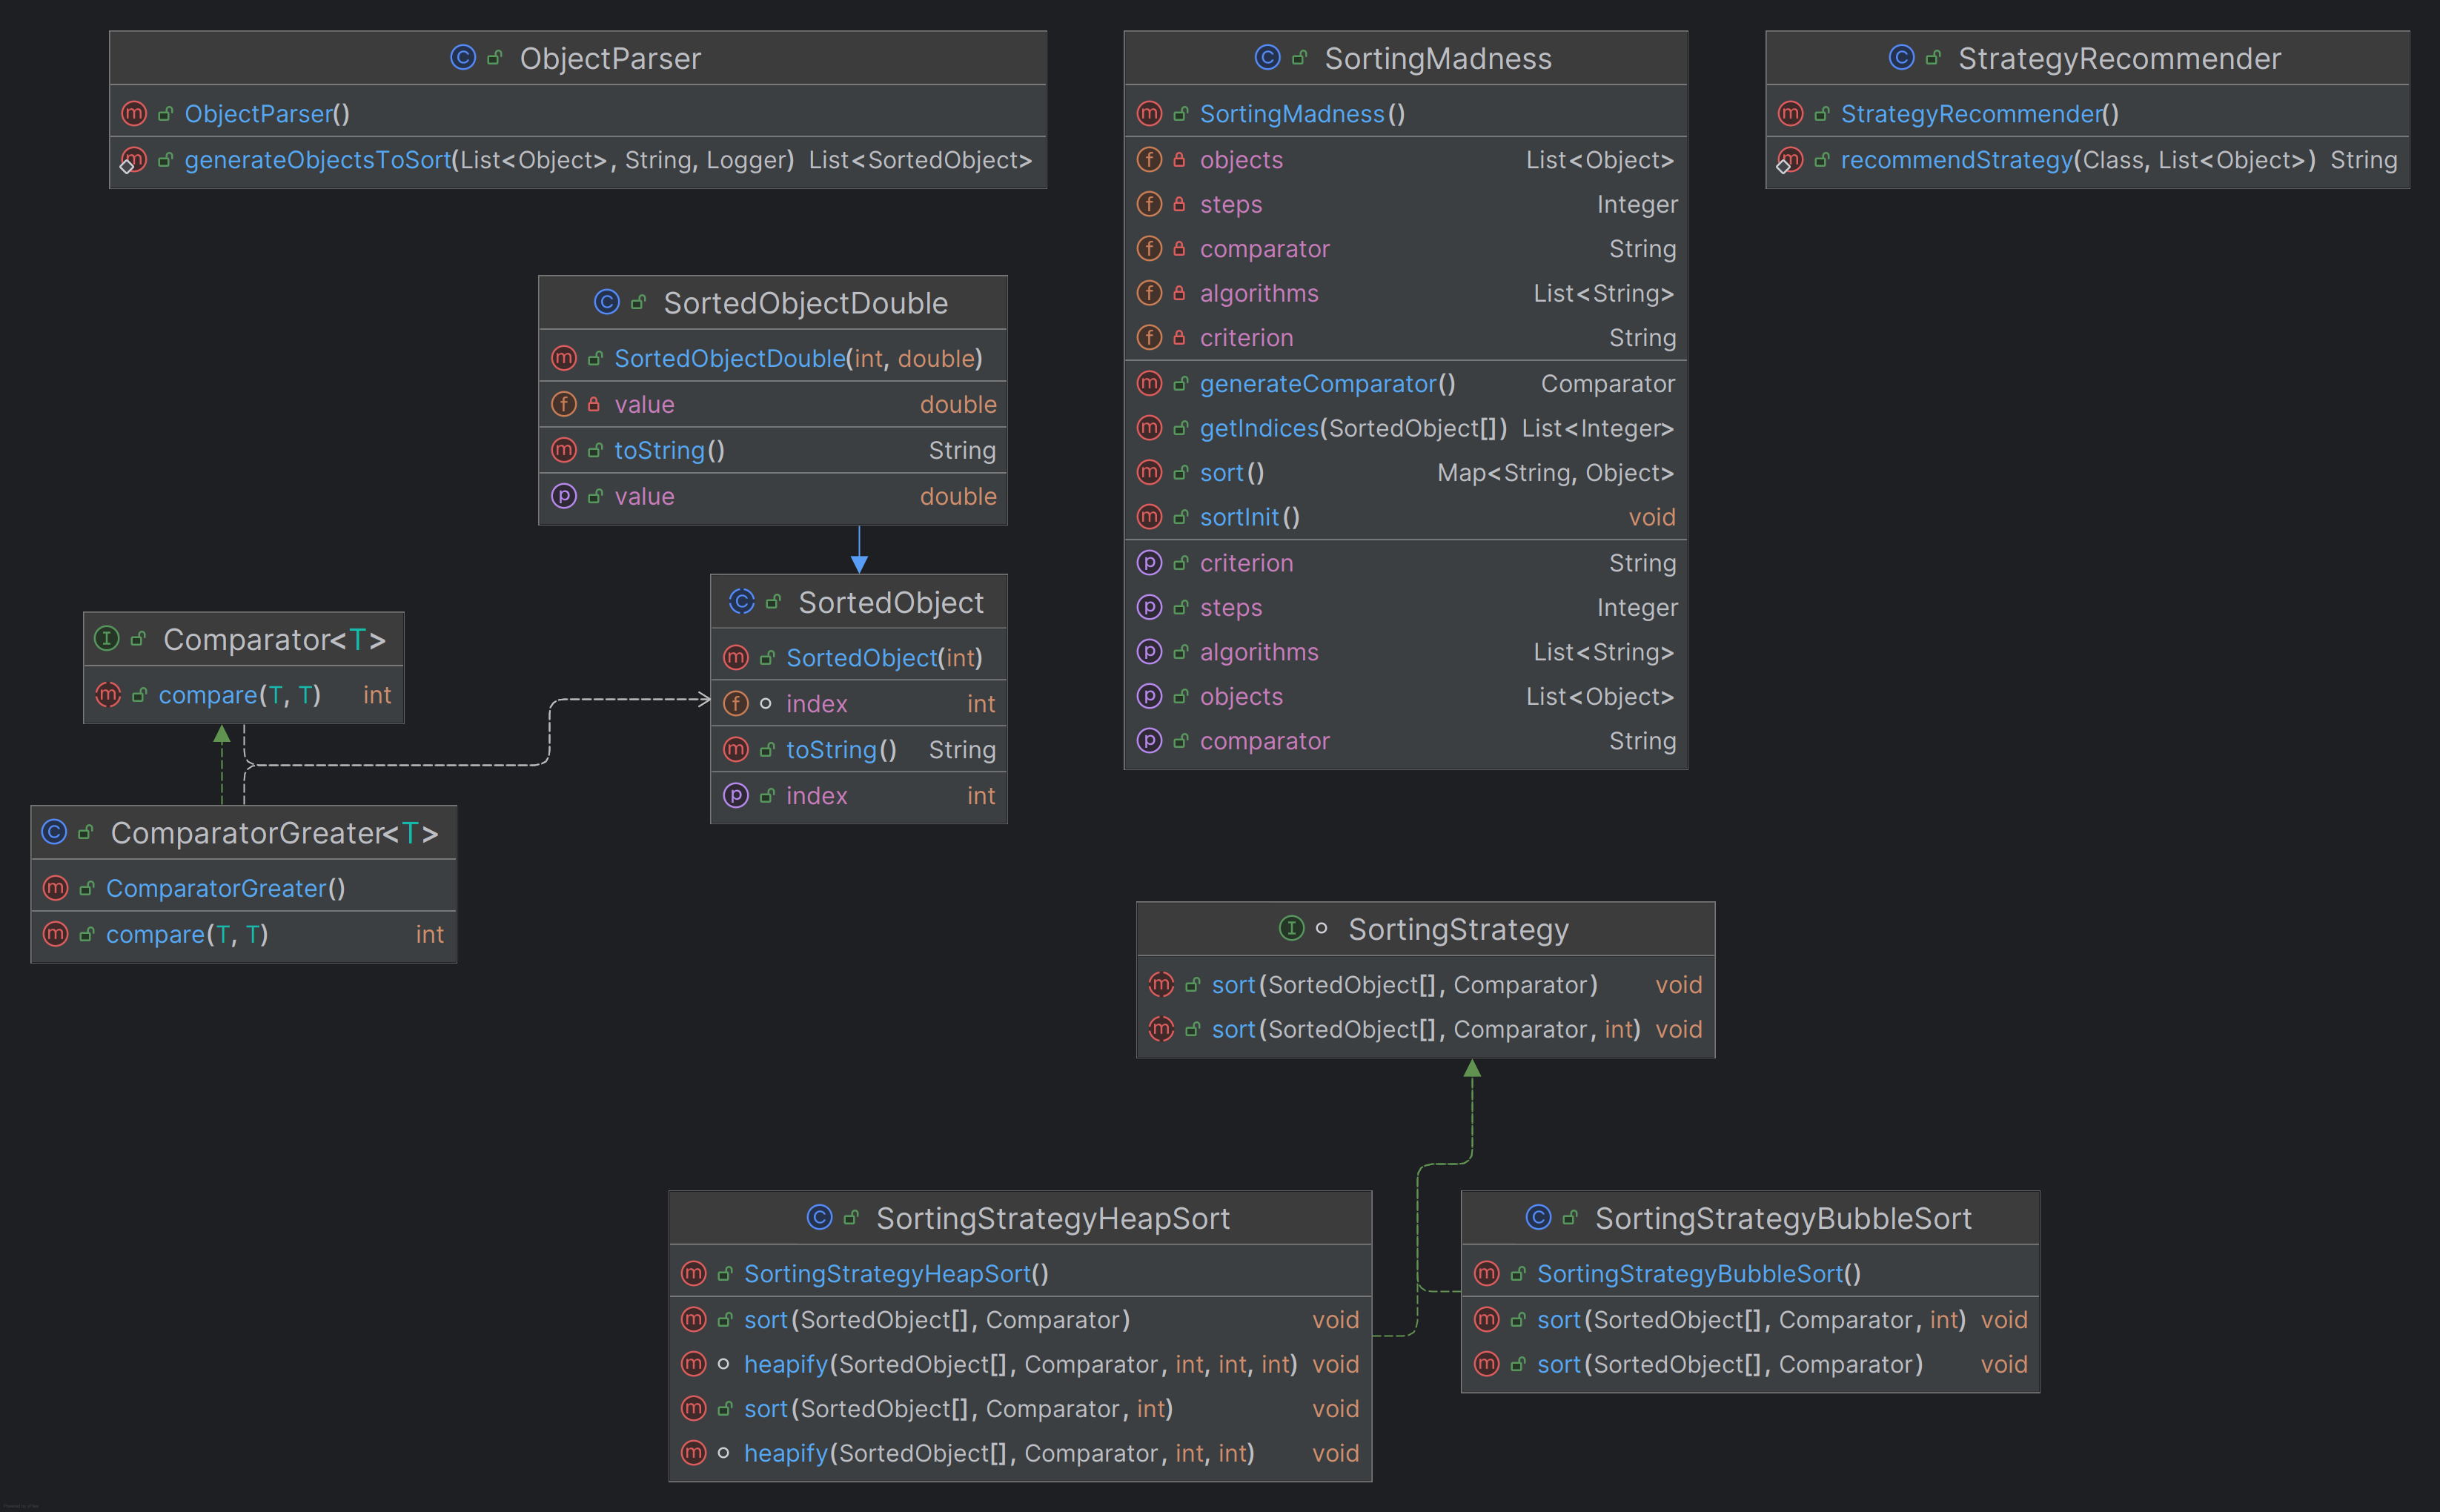 ObjectParser
ObjectParser()
generateObjectsToSort(List<Object>, String, Logger) List<SortedObject>
SortingMadness
SortingMadness()
objects List<Object>
steps Integer
comparator String
algorithms List<String>
criterion String
generateComparator() Comparator
getIndices(SortedObject[]) List<Integer>
sort() Map<String, Object>
sortInit() void
criterion String
steps Integer
algorithms List<String>
objects List<Object>
comparator String
StrategyRecommender
StrategyRecommender()
recommendStrategy(Class, List<Object>) String
SortedObjectDouble
SortedObjectDouble(int, double)
value double
toString() String
value double
SortedObject
SortedObject(int)
index int
toString() String
index int
Comparator<T>
compare(T, T) int
ComparatorGreater<T>
ComparatorGreater()
compare(T, T) int
SortingStrategy
sort(SortedObject[], Comparator) void
sort(SortedObject[], Comparator, int) void
SortingStrategyHeapSort
SortingStrategyHeapSort()
sort(SortedObject[], Comparator) void
heapify(SortedObject[], Comparator, int, int, int) void
sort(SortedObject[], Comparator, int) void
heapify(SortedObject[], Comparator, int, int) void
SortingStrategyBubbleSort
SortingStrategyBubbleSort()
sort(SortedObject[], Comparator, int) void
sort(SortedObject[], Comparator) void